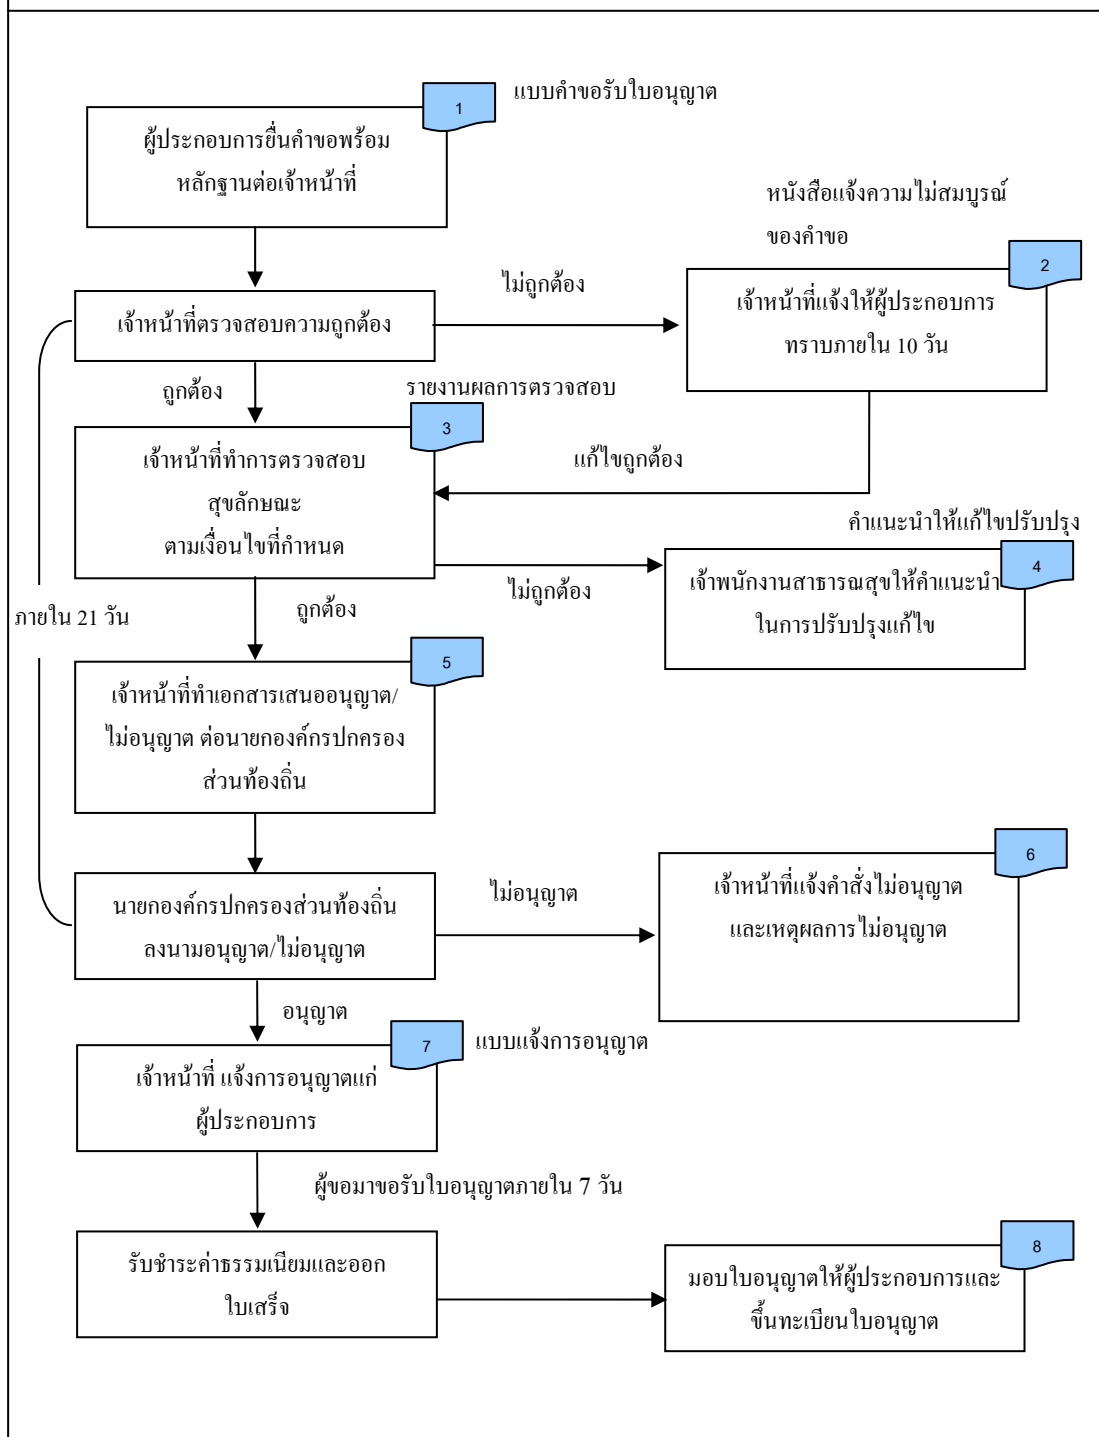 1
แบบคำขอรับใบอนุญาต
ผู้ประกอบการยื่นคำขอพร้อม
หลักฐานต่อเจ้าหน้าที่
หนังสือแจ้งความไม่สมบูรณ์
ของคำขอ
2
ไม่ถูกต้อง
เจ้าหน้าที่แจ้งให้ผู้ประกอบการ
ทราบภายใน 10 วัน
เจ้าหน้าที่ตรวจสอบความถูกต้อง
ถูกต้อง
รายงานผลการตรวจสอบ
3
แก้ไขถูกต้อง
เจ้าหน้าที่ทำการตรวจสอบ
สุขลักษณะ
ตามเงื่อนไขที่กำหนด
คำแนะนำให้แก้ไขปรับปรุง
4
ไม่ถูกต้อง
เจ้าพนักงานสาธารณสุขให้คำแนะนำ
ในการปรับปรุงแก้ไข
ถูกต้อง
ภายใน 21 วัน
5
เจ้าหน้าที่ทำเอกสารเสนออนุญาต/
ไม่อนุญาต ต่อนายกองค์กรปกครอง
ส่วนท้องถิ่น
6
ไม่อนุญาต
เจ้าหน้าที่แจ้งคำสั่งไม่อนุญาต
และเหตุผลการไม่อนุญาต
นายกองค์กรปกครองส่วนท้องถิ่น
ลงนามอนุญาต/ไม่อนุญาต
อนุญาต
7
แบบแจ้งการอนุญาต
เจ้าหน้าที่ แจ้งการอนุญาตแก่
ผู้ประกอบการ
ผู้ขอมาขอรับใบอนุญาตภายใน 7 วัน
รับชำระค่าธรรมเนียมและออก
ใบเสร็จ
8
มอบใบอนุญาตให้ผู้ประกอบการและ
ขึ้นทะเบียนใบอนุญาต